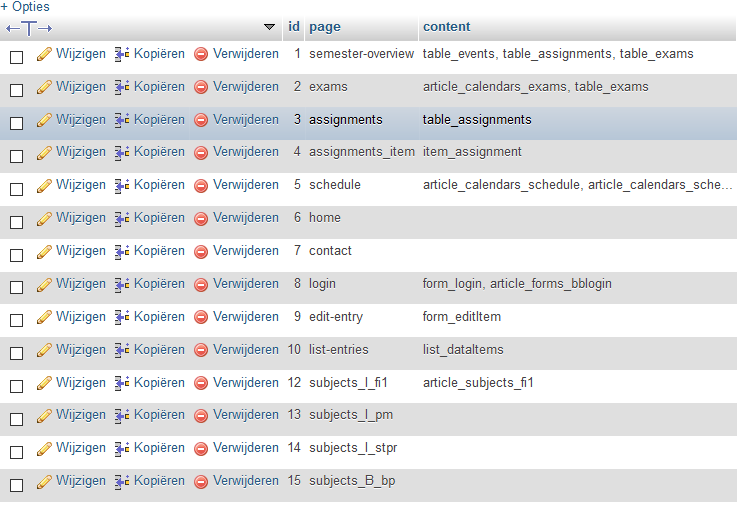 + Opties
←T→ id page content
Wijzigen Kopiëren Verwijderen 1 semester-overview table_events, table_assignments, table_exams
Wijzigen Kopiëren Verwijderen 2 exams article_calendars_exams, table_exams
Wijzigen Kopiëren Verwijderen 3 assignments table_assignments
Wijzigen Kopiëren Verwijderen 4 assignments_item item_assignment
Wijzigen Kopiëren Verwijderen 5 schedule article_calendars_schedule, article_calendars_sche...
Wijzigen Kopiëren Verwijderen 6 home
Wijzigen Kopiëren Verwijderen 7 contact
Wijzigen Kopiëren Verwijderen 8 login form_login, article_forms_bblogin
Wijzigen Kopiëren Verwijderen 9 edit-entry form_editItem
Wijzigen Kopiëren Verwijderen 10 list-entries list_dataItems
Wijzigen Kopiëren Verwijderen 12 subjects_I_fi1 article_subjects_fi1
Wijzigen Kopiëren Verwijderen 13 subjects_I_pm
Wijzigen Kopiëren Verwijderen 14 subjects_I_stpr
Wijzigen Kopiëren Verwijderen 15 subjects_B_bp